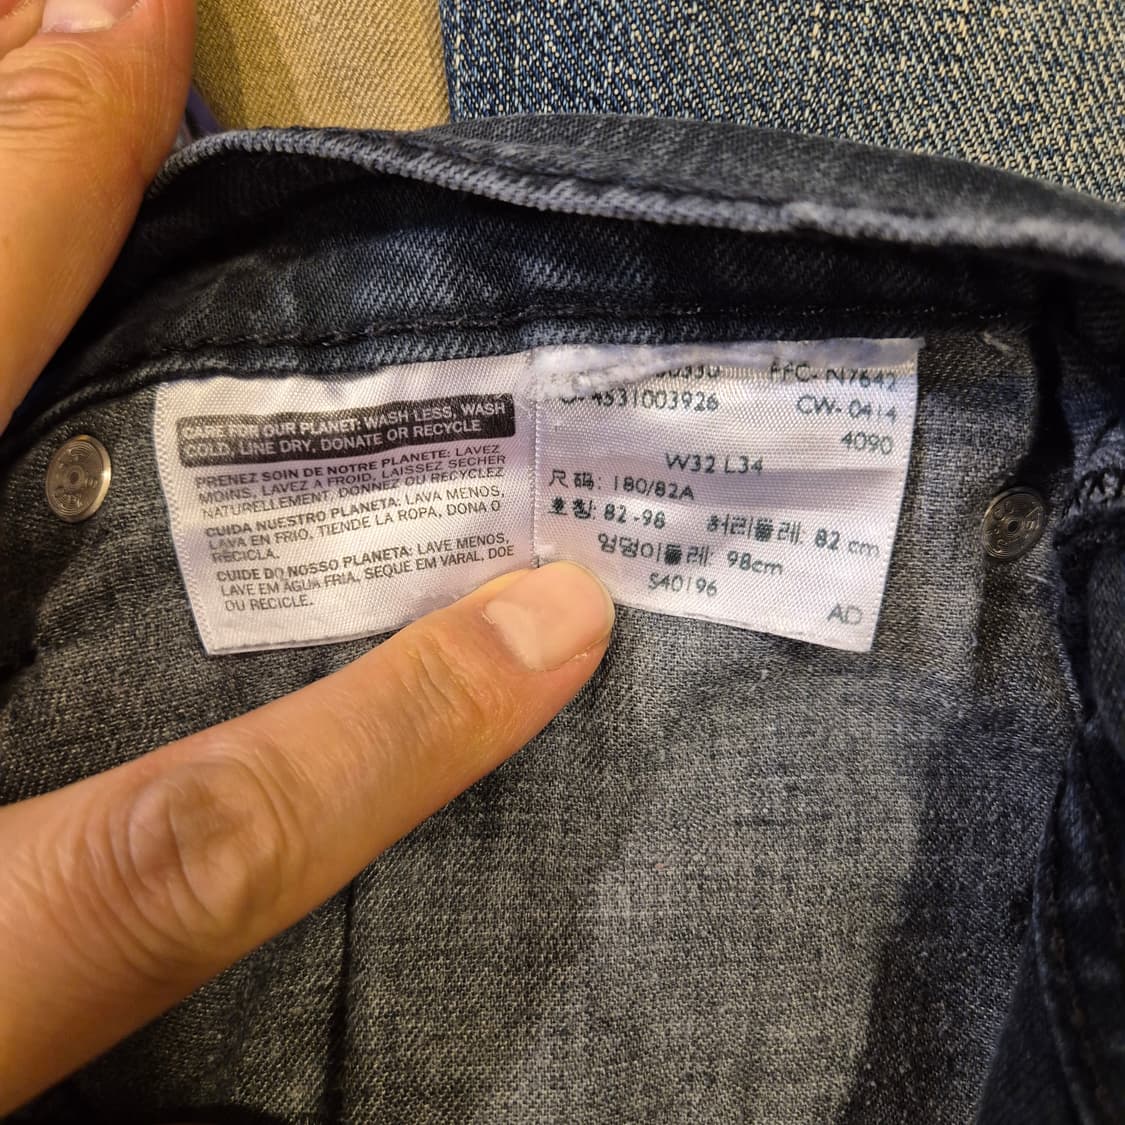 CARE FOR OUR PLANET: WASH LESS, WASH
COLD, LINE DRY, DONATE OR RECYCLE
PRENEZ SOIN DE NOTRE PLANETE: LAVEZ
MOINS, LAVEZ A FROID, LAISSEZ SECHER
NATURELLEMENT, DONNEZ OU RECYCLEZ
CUIDA NUESTRO PLANETA: LAVA MENOS,
LAVA EN FRIO, TIENDE LA ROPA, DONA O
RECICLA.
CUIDE DO NOSSO PLANETA: LAVE MENOS,
LAVE EM AGUA FRIA, SEQUE EM VARAL, DOE
OU RECICLE.
FFC- N7642
4531003926 CW- 0414
4090
W32 L34
尺码: 180/82A
호칭: 82 -98 허리둘레: 82 cm
엉덩이둘레: 98cm
S40196
AD